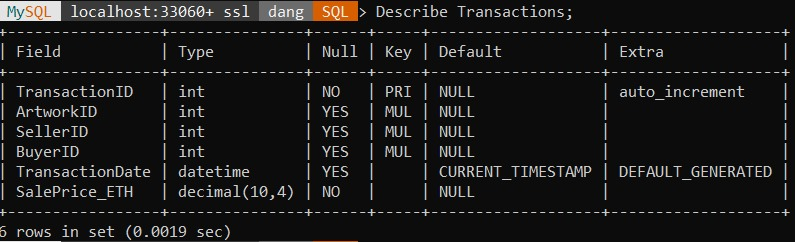 MySQL localhost:33060+ ssl dang SQL > Describe Transactions;
+-----------------+---------------+------+-----+-------------------+-------------------+
| Field           | Type          | Null | Key | Default           | Extra             |
+-----------------+---------------+------+-----+-------------------+-------------------+
| TransactionID   | int           | NO   | PRI | NULL              | auto_increment    |
| ArtworkID       | int           | YES  | MUL | NULL              |                   |
| SellerID        | int           | YES  | MUL | NULL              |                   |
| BuyerID         | int           | YES  | MUL | NULL              |                   |
| TransactionDate | datetime      | YES  |     | CURRENT_TIMESTAMP | DEFAULT_GENERATED |
| SalePrice_ETH   | decimal(10,4) | NO   |     | NULL              |                   |
+-----------------+---------------+------+-----+-------------------+-------------------+
6 rows in set (0.0019 sec)